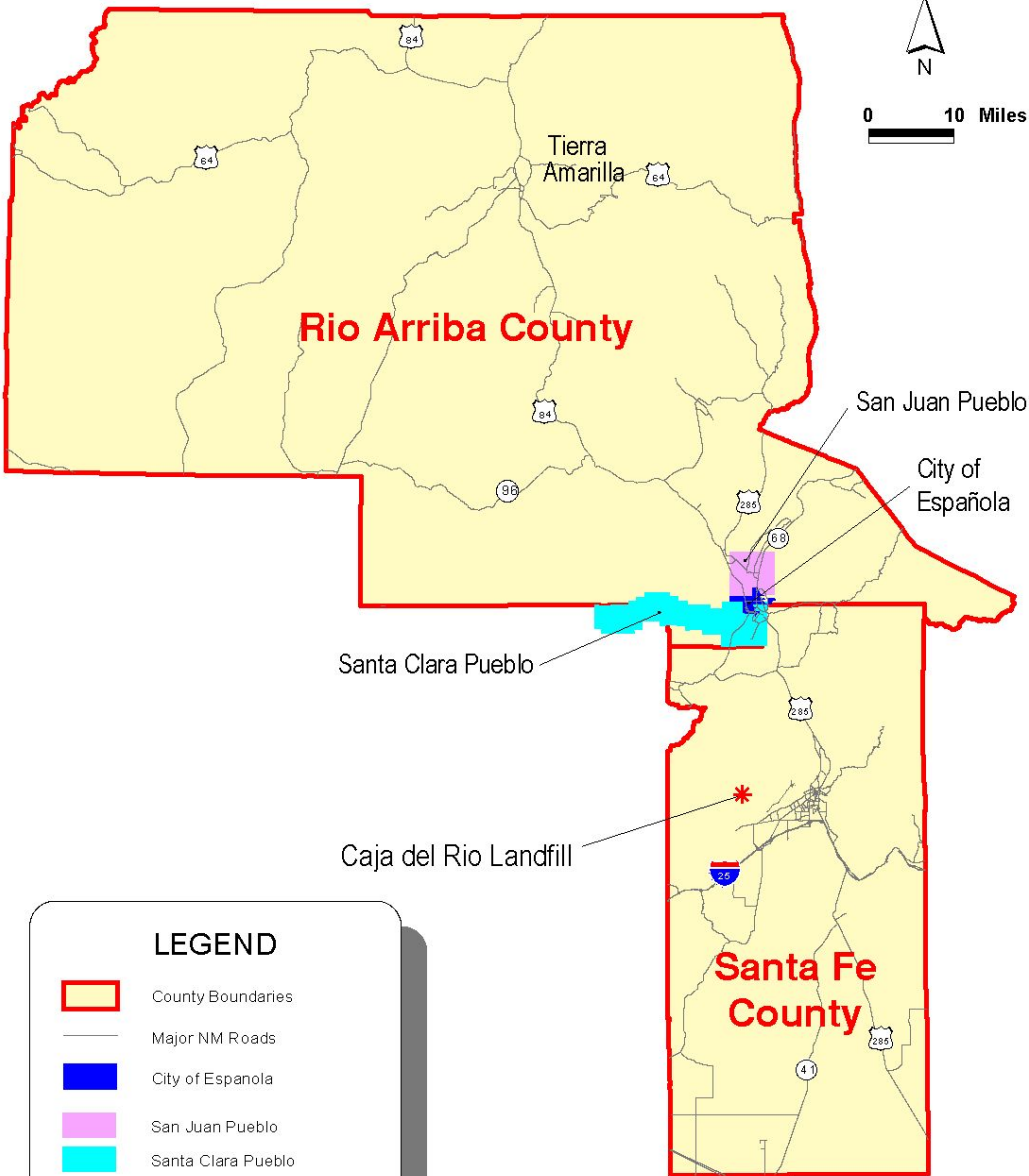 84
N
0 10 Miles
64
Tierra
Amarilla
64
Rio Arriba County
84
San Juan Pueblo
City of
Española
96
285
68
Santa Clara Pueblo
285
Caja del Rio Landfill
25
Santa Fe
County
285
41
LEGEND
County Boundaries
Major NM Roads
City of Espanola
San Juan Pueblo
Santa Clara Pueblo